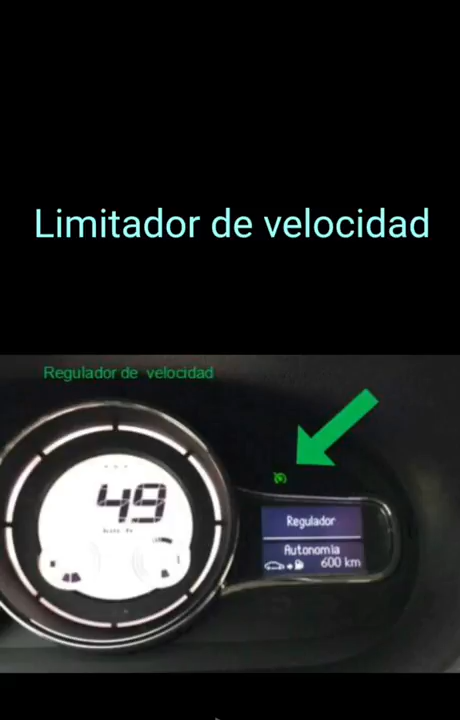 Limitador de velocidad
Regulador de velocidad
49
Regulador
Autonomía
600 km